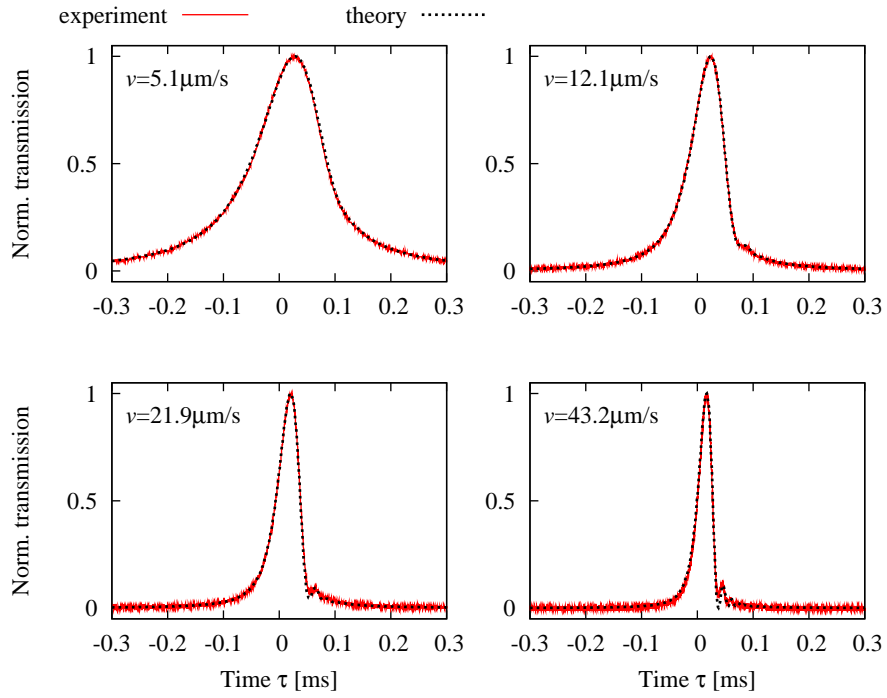 experiment theory
Norm. transmission
1
0.5
0
v=5.1μm/s
-0.3 -0.2 -0.1 0 0.1 0.2 0.3
1
0.5
0
v=12.1μm/s
-0.3 -0.2 -0.1 0 0.1 0.2 0.3
Norm. transmission
1
0.5
0
v=21.9μm/s
-0.3 -0.2 -0.1 0 0.1 0.2 0.3
Time τ [ms]
1
0.5
0
v=43.2μm/s
-0.3 -0.2 -0.1 0 0.1 0.2 0.3
Time τ [ms]